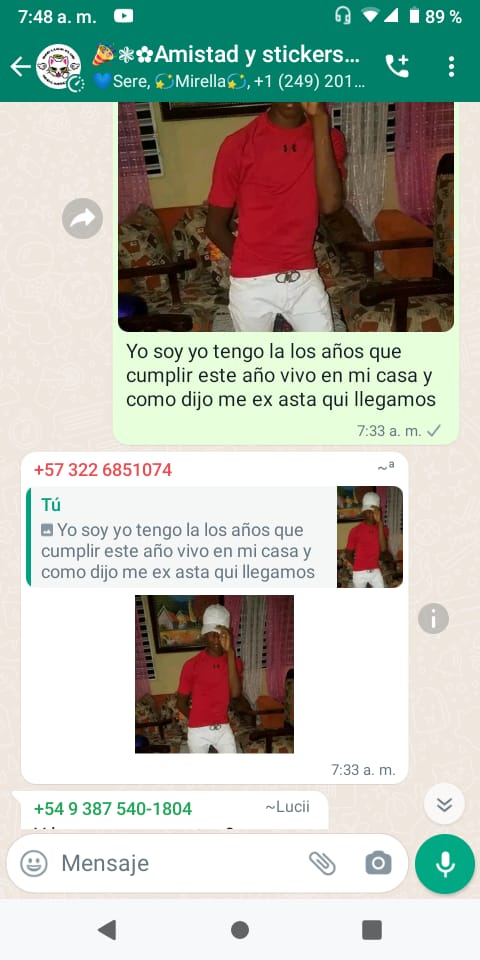 7:48 a. m.
89 %
🎉❃✿Amistad y stickers...
💙Sere, 💫Mirella💫, +1 (249) 201...
Yo soy yo tengo la los años que
cumplir este año vivo en mi casa y
como dijo me ex asta qui llegamos
7:33 a. m.
+57 322 6851074
~ª
Tú
Yo soy yo tengo la los años que
cumplir este año vivo en mi casa y
como dijo me ex asta qui llegamos
7:33 a. m.
+54 9 387 540-1804
~Lucii
Mensaje